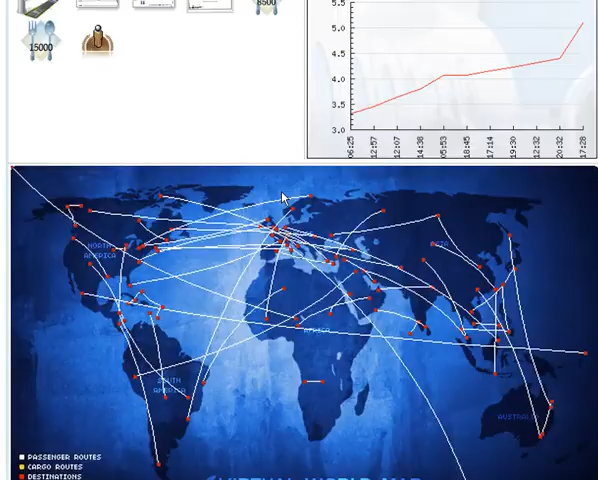 8500
15000
5.5
5.0
4.5
4.0
3.5
3.0
06:25
12:57
12:07
14:38
05:53
18:45
17:14
19:30
12:32
20:32
17:28
NORTH
AMERICA
ASIA
AFRICA
SOUTH
AMERICA
AUSTRALIA
PASSENGER ROUTES
CARGO ROUTES
DESTINATIONS
VIRTUAL WORLD MAP